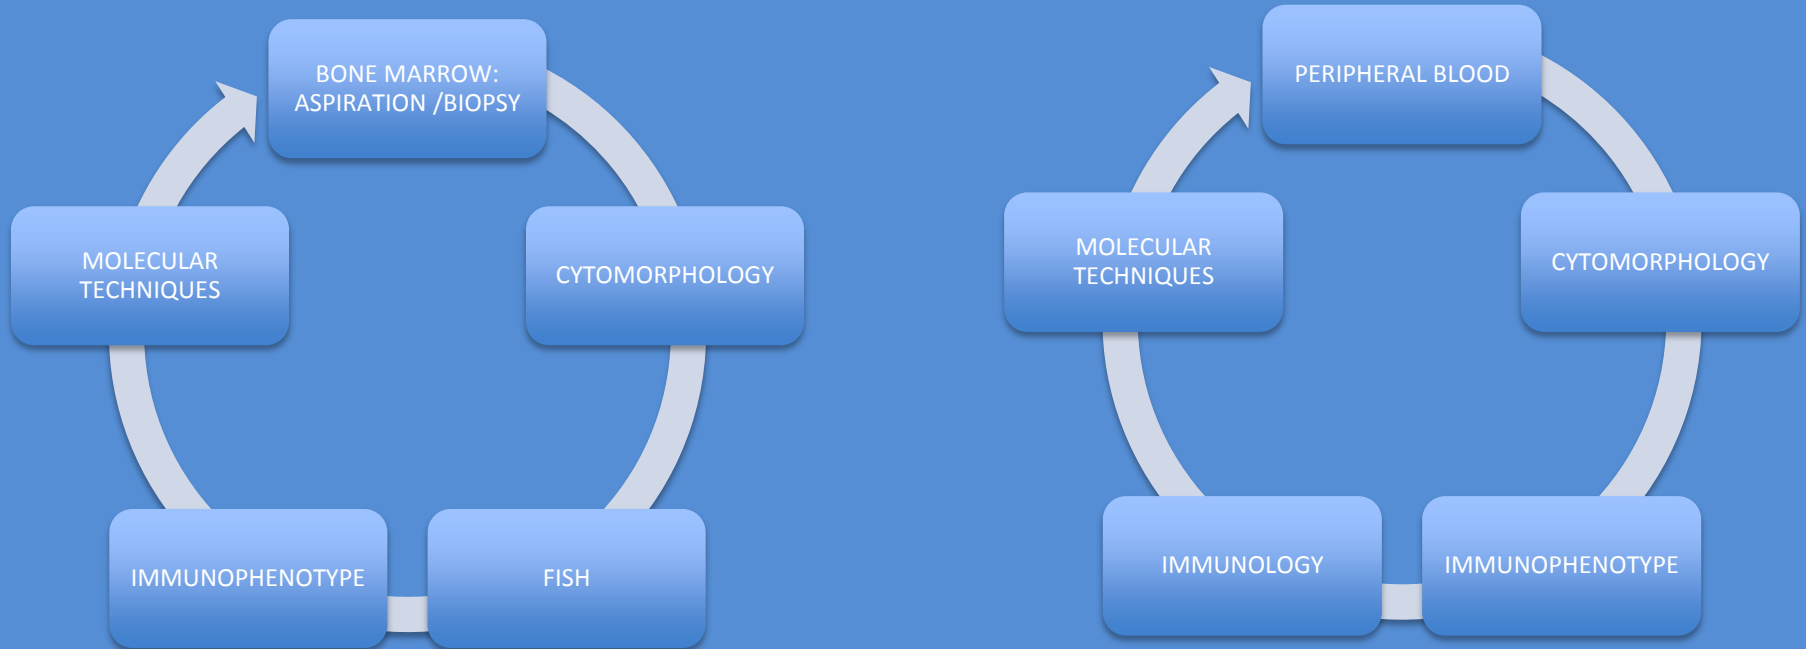 BONE MARROW:
ASPIRATION /BIOPSY
CYTOMORPHOLOGY
FISH
IMMUNOPHENOTYPE
MOLECULAR
TECHNIQUES
PERIPHERAL BLOOD
CYTOMORPHOLOGY
IMMUNOPHENOTYPE
IMMUNOLOGY
MOLECULAR
TECHNIQUES